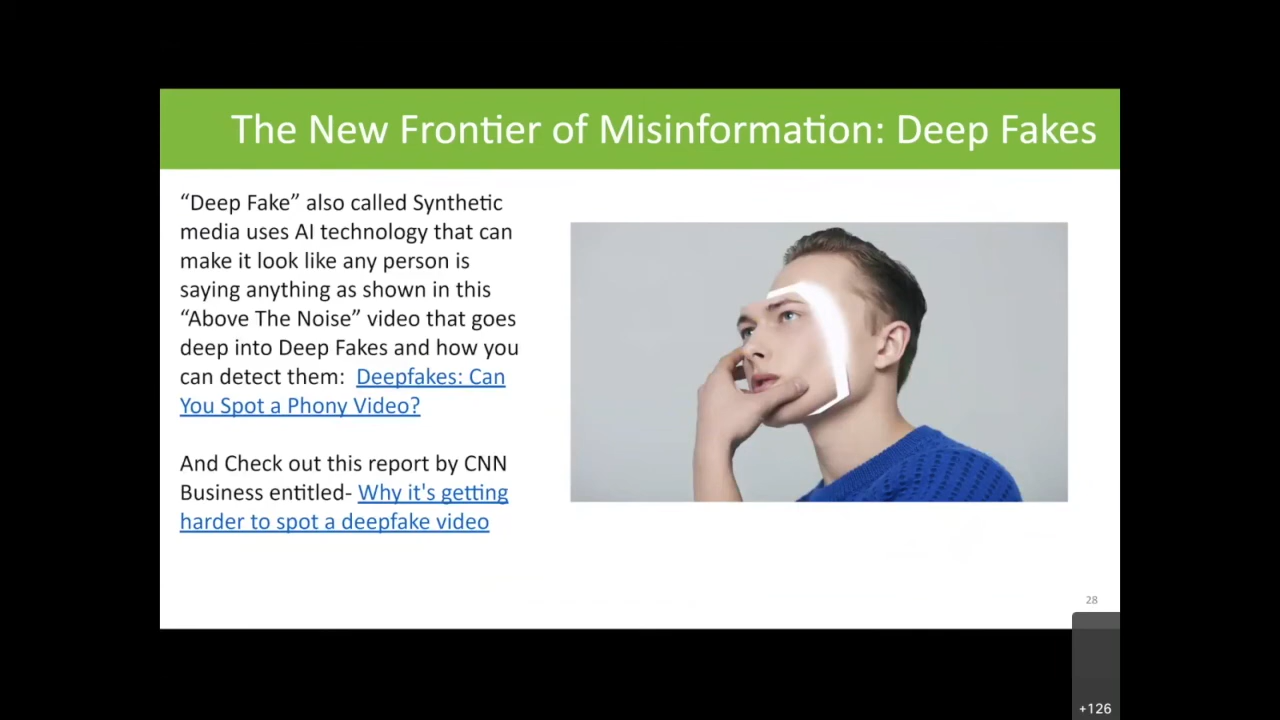 The New Frontier of Misinformation: Deep Fakes
“Deep Fake” also called Synthetic
media uses AI technology that can
make it look like any person is
saying anything as shown in this
“Above The Noise” video that goes
deep into Deep Fakes and how you
can detect them:  Deepfakes: Can
You Spot a Phony Video?
And Check out this report by CNN
Business entitled- Why it's getting
harder to spot a deepfake video
28
+126